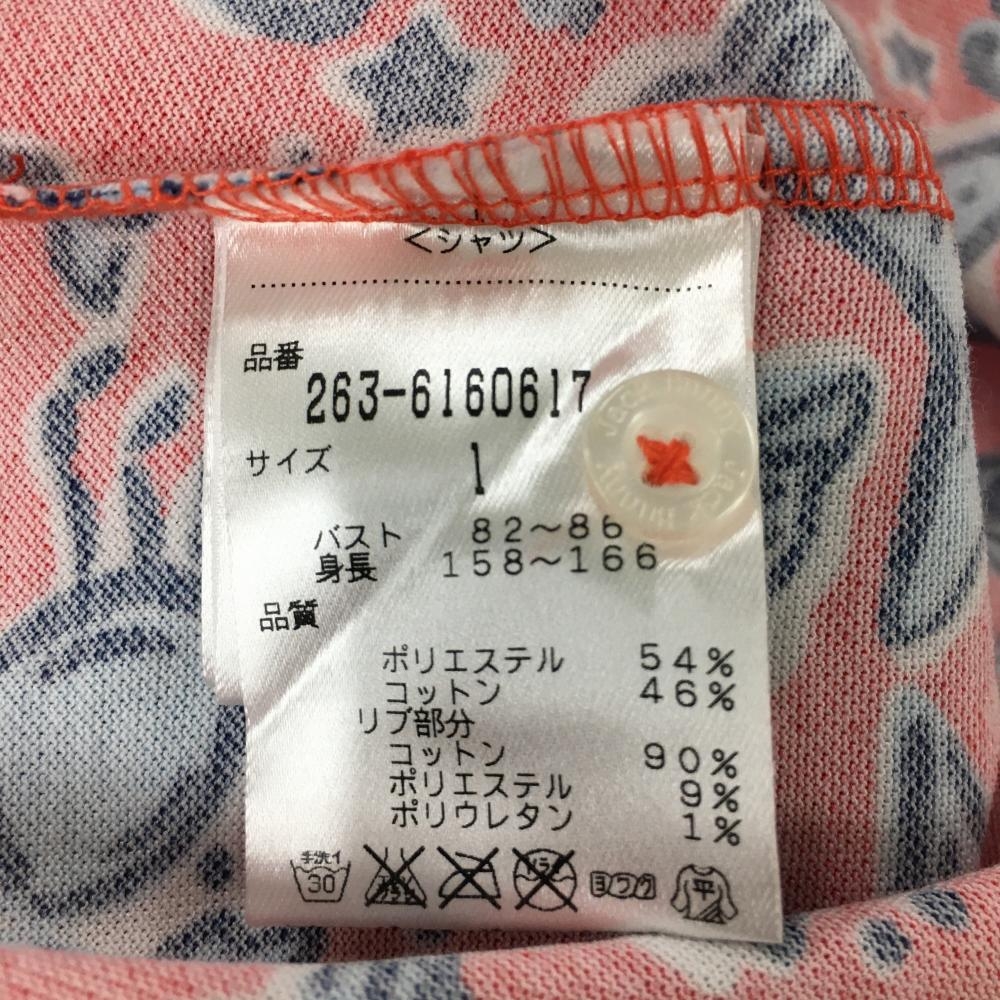 <シャツ>
品番
263-6160617
サイズ 1
バスト 82～86
身長 158～166
品質
ポリエステル 54%
コットン 46%
リブ部分
コットン 90%
ポリエステル 9%
ポリウレタン 1%
手洗イ
30
ヨワク
平